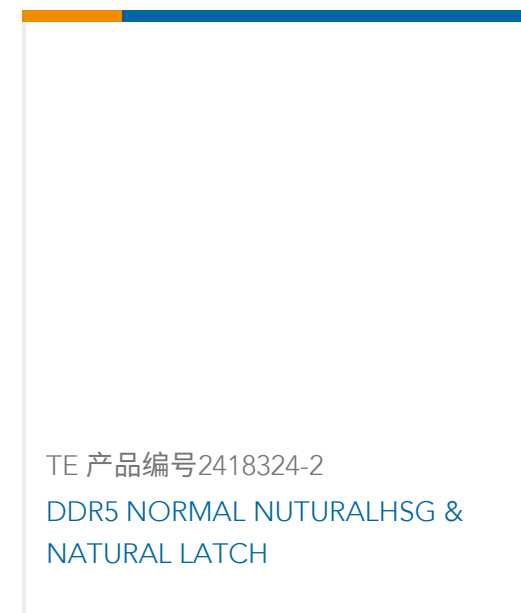 TE 产品编号2418324-2
DDR5 NORMAL NUTURALHSG &
NATURAL LATCH